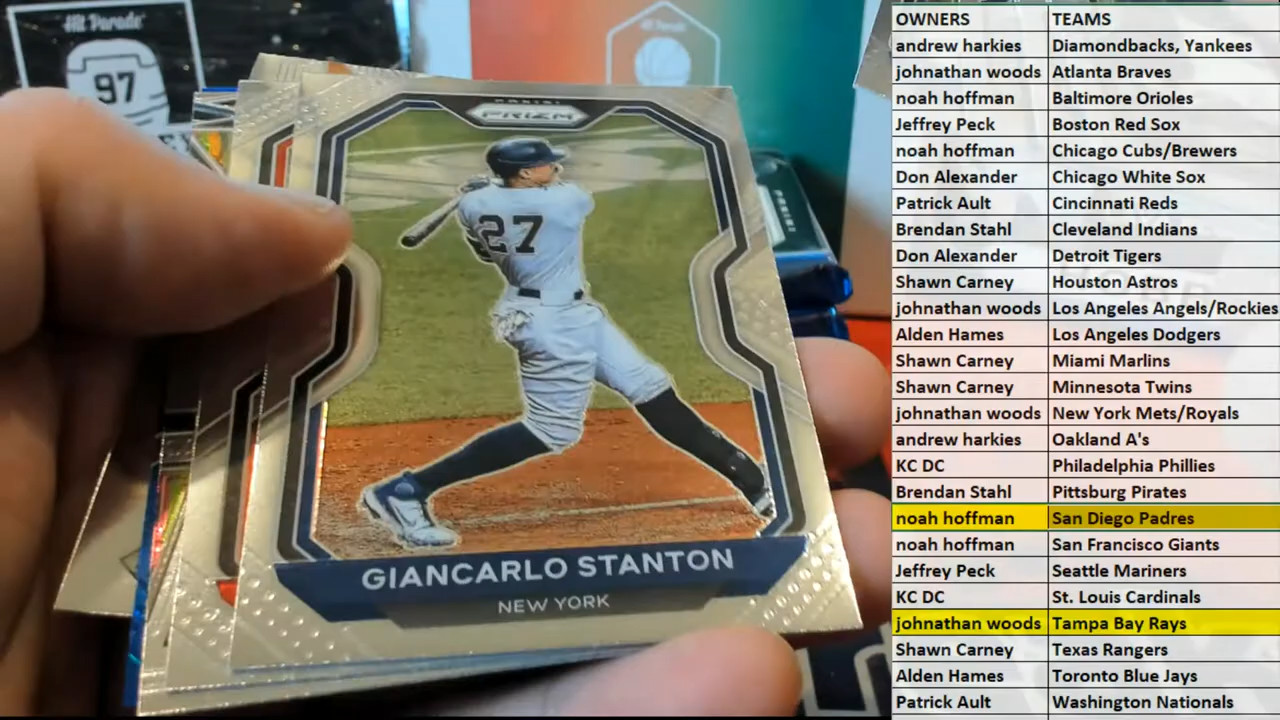 Hit Parade
97
Hit Parade
PANINI
PRIZM
27
PANINI
GIANCARLO STANTON
NEW YORK
OWNERS TEAMS
andrew harkies Diamondbacks, Yankees
johnathan woods Atlanta Braves
noah hoffman Baltimore Orioles
Jeffrey Peck Boston Red Sox
noah hoffman Chicago Cubs/Brewers
Don Alexander Chicago White Sox
Patrick Ault Cincinnati Reds
Brendan Stahl Cleveland Indians
Don Alexander Detroit Tigers
Shawn Carney Houston Astros
johnathan woods Los Angeles Angels/Rockies
Alden Hames Los Angeles Dodgers
Shawn Carney Miami Marlins
Shawn Carney Minnesota Twins
johnathan woods New York Mets/Royals
andrew harkies Oakland A's
KC DC Philadelphia Phillies
Brendan Stahl Pittsburg Pirates
noah hoffman San Diego Padres
noah hoffman San Francisco Giants
Jeffrey Peck Seattle Mariners
KC DC St. Louis Cardinals
johnathan woods Tampa Bay Rays
Shawn Carney Texas Rangers
Alden Hames Toronto Blue Jays
Patrick Ault Washington Nationals